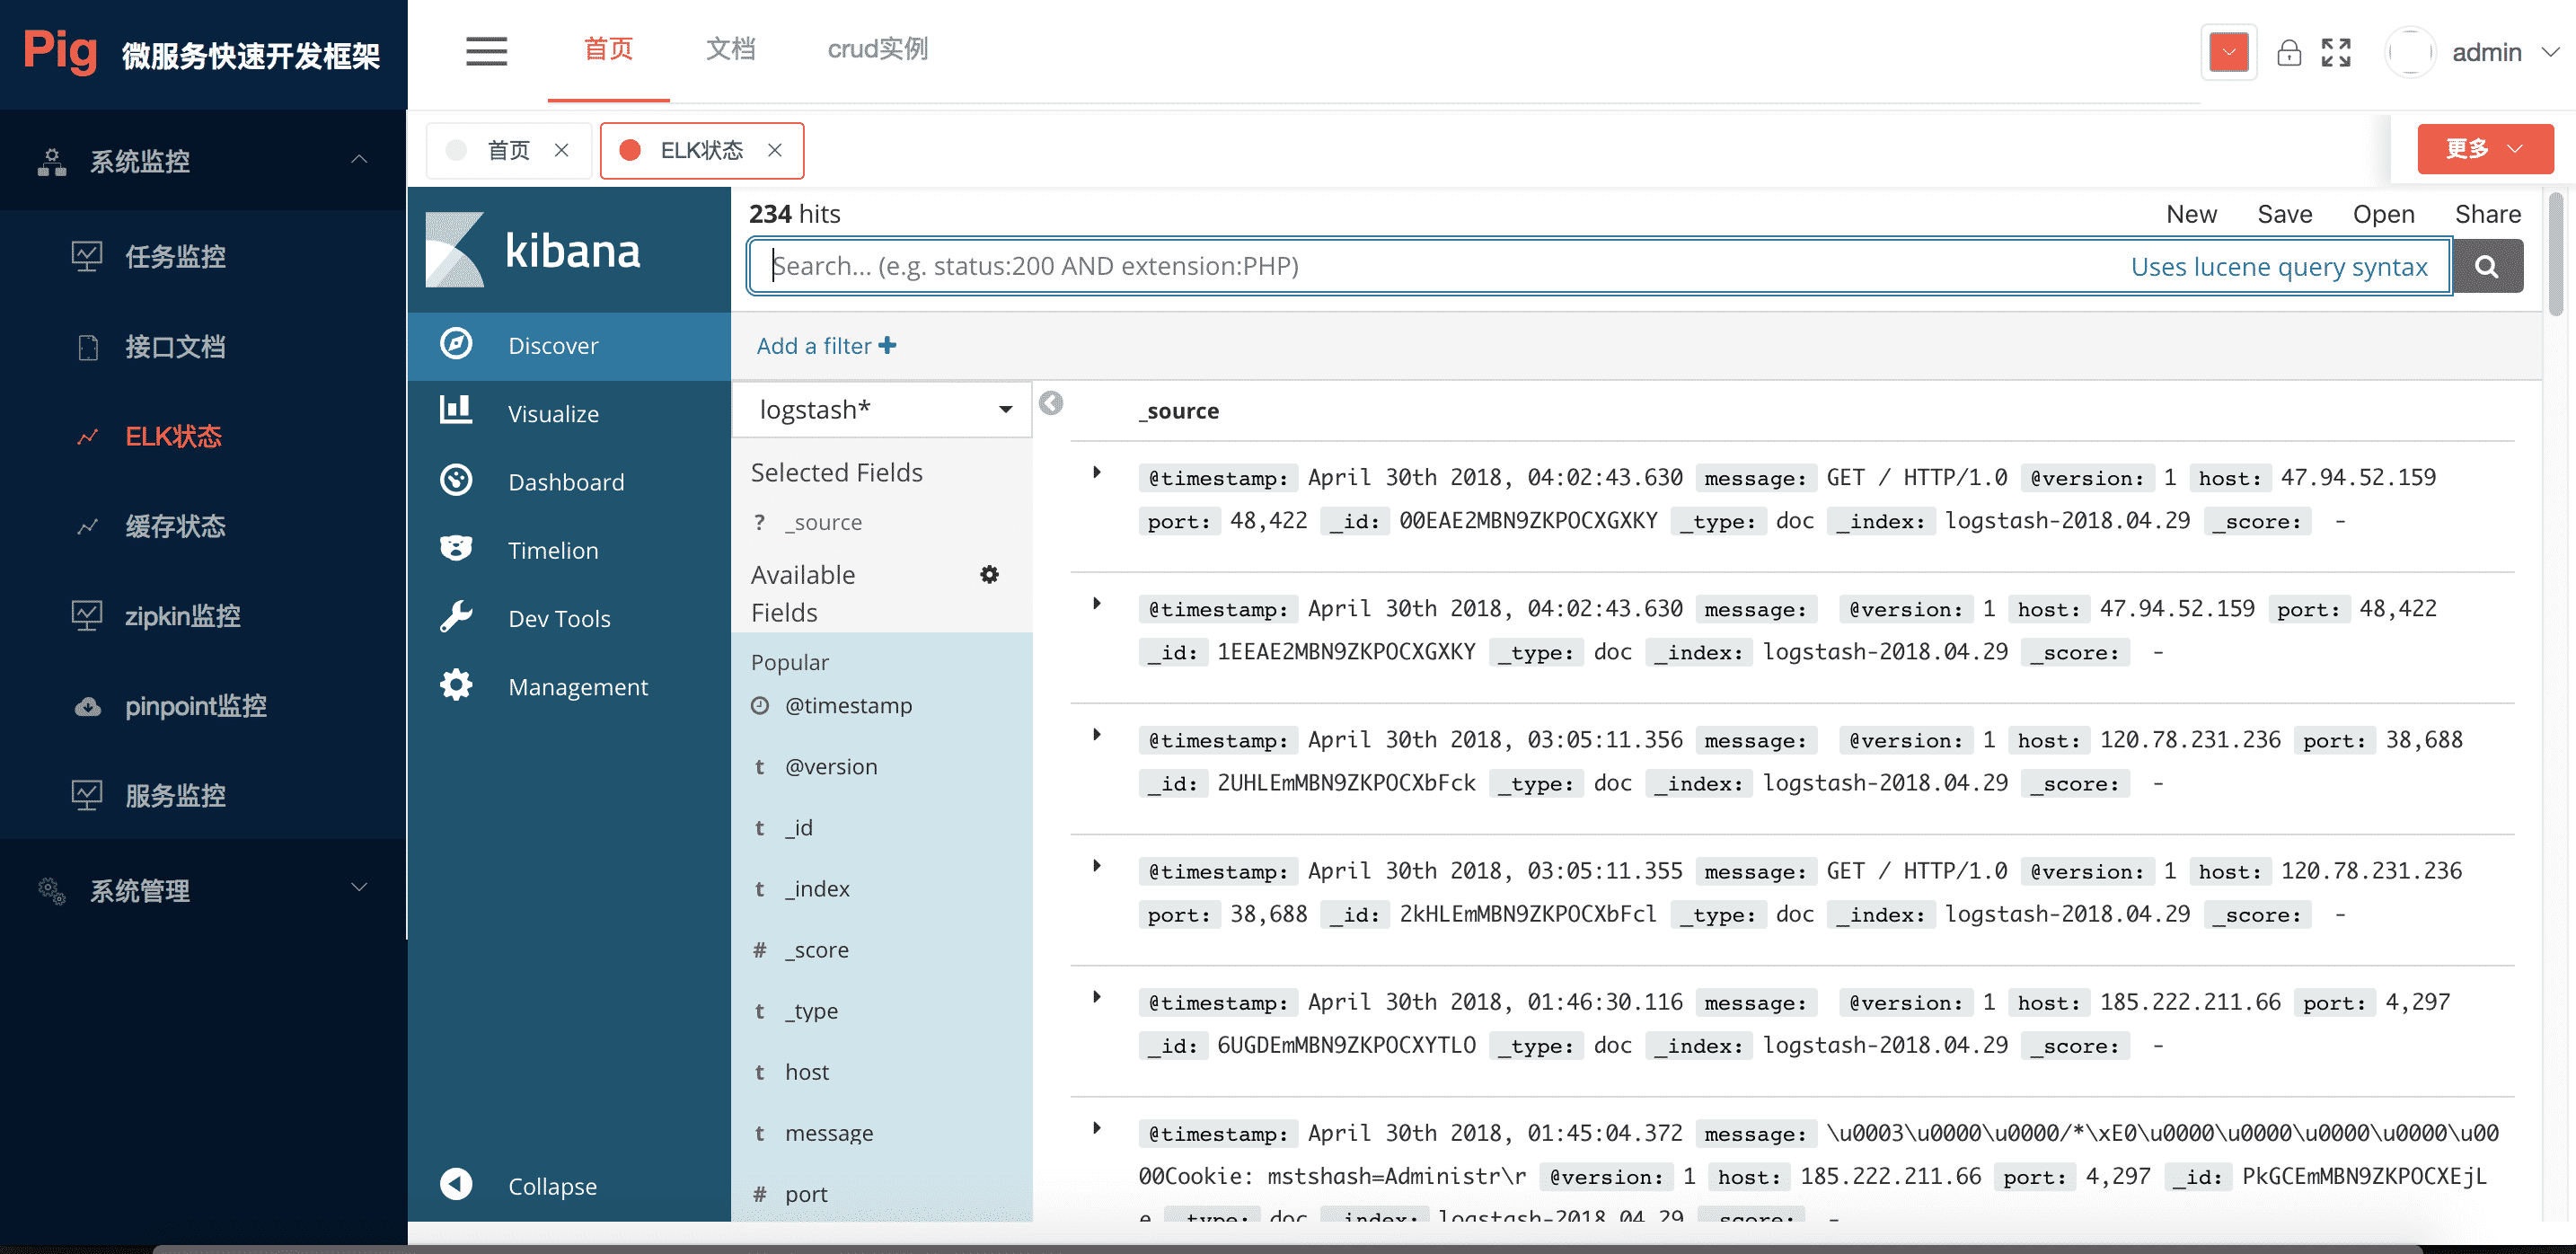 Pig 微服务快速开发框架
首页 文档 crud实例
admin
系统监控
任务监控
接口文档
ELK状态
缓存状态
zipkin监控
pinpoint监控
服务监控
系统管理
首页 ELK状态
更多
kibana
Discover
Visualize
Dashboard
Timelion
Dev Tools
Management
Collapse
234 hits
New Save Open Share
Search... (e.g. status:200 AND extension:PHP) Uses lucene query syntax
Add a filter
logstash*
Selected Fields
? _source
Available
Fields
Popular
@timestamp
t @version
t _id
t _index
# _score
t _type
t host
t message
# port
_source
@timestamp: April 30th 2018, 04:02:43.630 message: GET / HTTP/1.0 @version: 1 host: 47.94.52.159
port: 48,422 _id: 00EAE2MBN9ZKPOCXGXKY _type: doc _index: logstash-2018.04.29 _score: -
@timestamp: April 30th 2018, 04:02:43.630 message: @version: 1 host: 47.94.52.159 port: 48,422
_id: 1EEAE2MBN9ZKPOCXGXKY _type: doc _index: logstash-2018.04.29 _score: -
@timestamp: April 30th 2018, 03:05:11.356 message: @version: 1 host: 120.78.231.236 port: 38,688
_id: 2UHLEmMBN9ZKPOCXbFck _type: doc _index: logstash-2018.04.29 _score: -
@timestamp: April 30th 2018, 03:05:11.355 message: GET / HTTP/1.0 @version: 1 host: 120.78.231.236
port: 38,688 _id: 2kHLEmMBN9ZKPOCXbFcl _type: doc _index: logstash-2018.04.29 _score: -
@timestamp: April 30th 2018, 01:46:30.116 message: @version: 1 host: 185.222.211.66 port: 4,297
_id: 6UGDEmMBN9ZKPOCXYTLO _type: doc _index: logstash-2018.04.29 _score: -
@timestamp: April 30th 2018, 01:45:04.372 message: \u0003\u0000\u0000/*\xE0\u0000\u0000\u0000\u0000\u00
00Cookie: mstshash=Administr\r @version: 1 host: 185.222.211.66 port: 4,297 _id: PkGCEmMBN9ZKPOCXEjL
e _type: doc _index: logstash-2018.04.29 _score: -